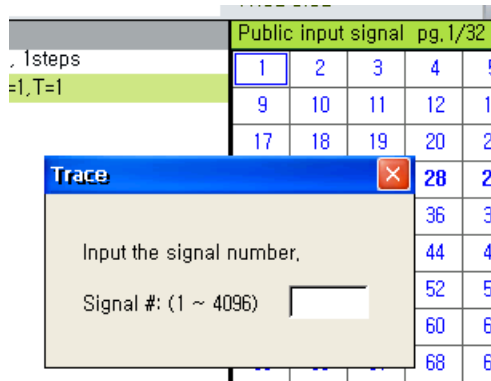 Public input signal pg.1/32
, 1steps
1 2 3 4
=1,T=1
9 10 11 12
17 18 19 20
Trace
28
36
Input the signal number,
44
Signal #: (1 ~ 4096)
52
60
68